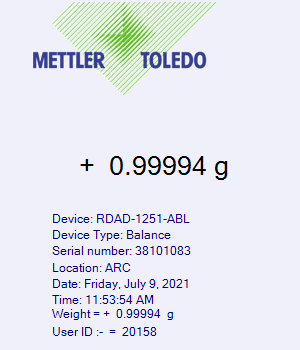 METTLER TOLEDO
+ 0.99994 g
Device: RDAD-1251-ABL
Device Type: Balance
Serial number: 38101083
Location: ARC
Date: Friday, July 9, 2021
Time: 11:53:54 AM
Weight = + 0.99994 g
User ID :- = 20158